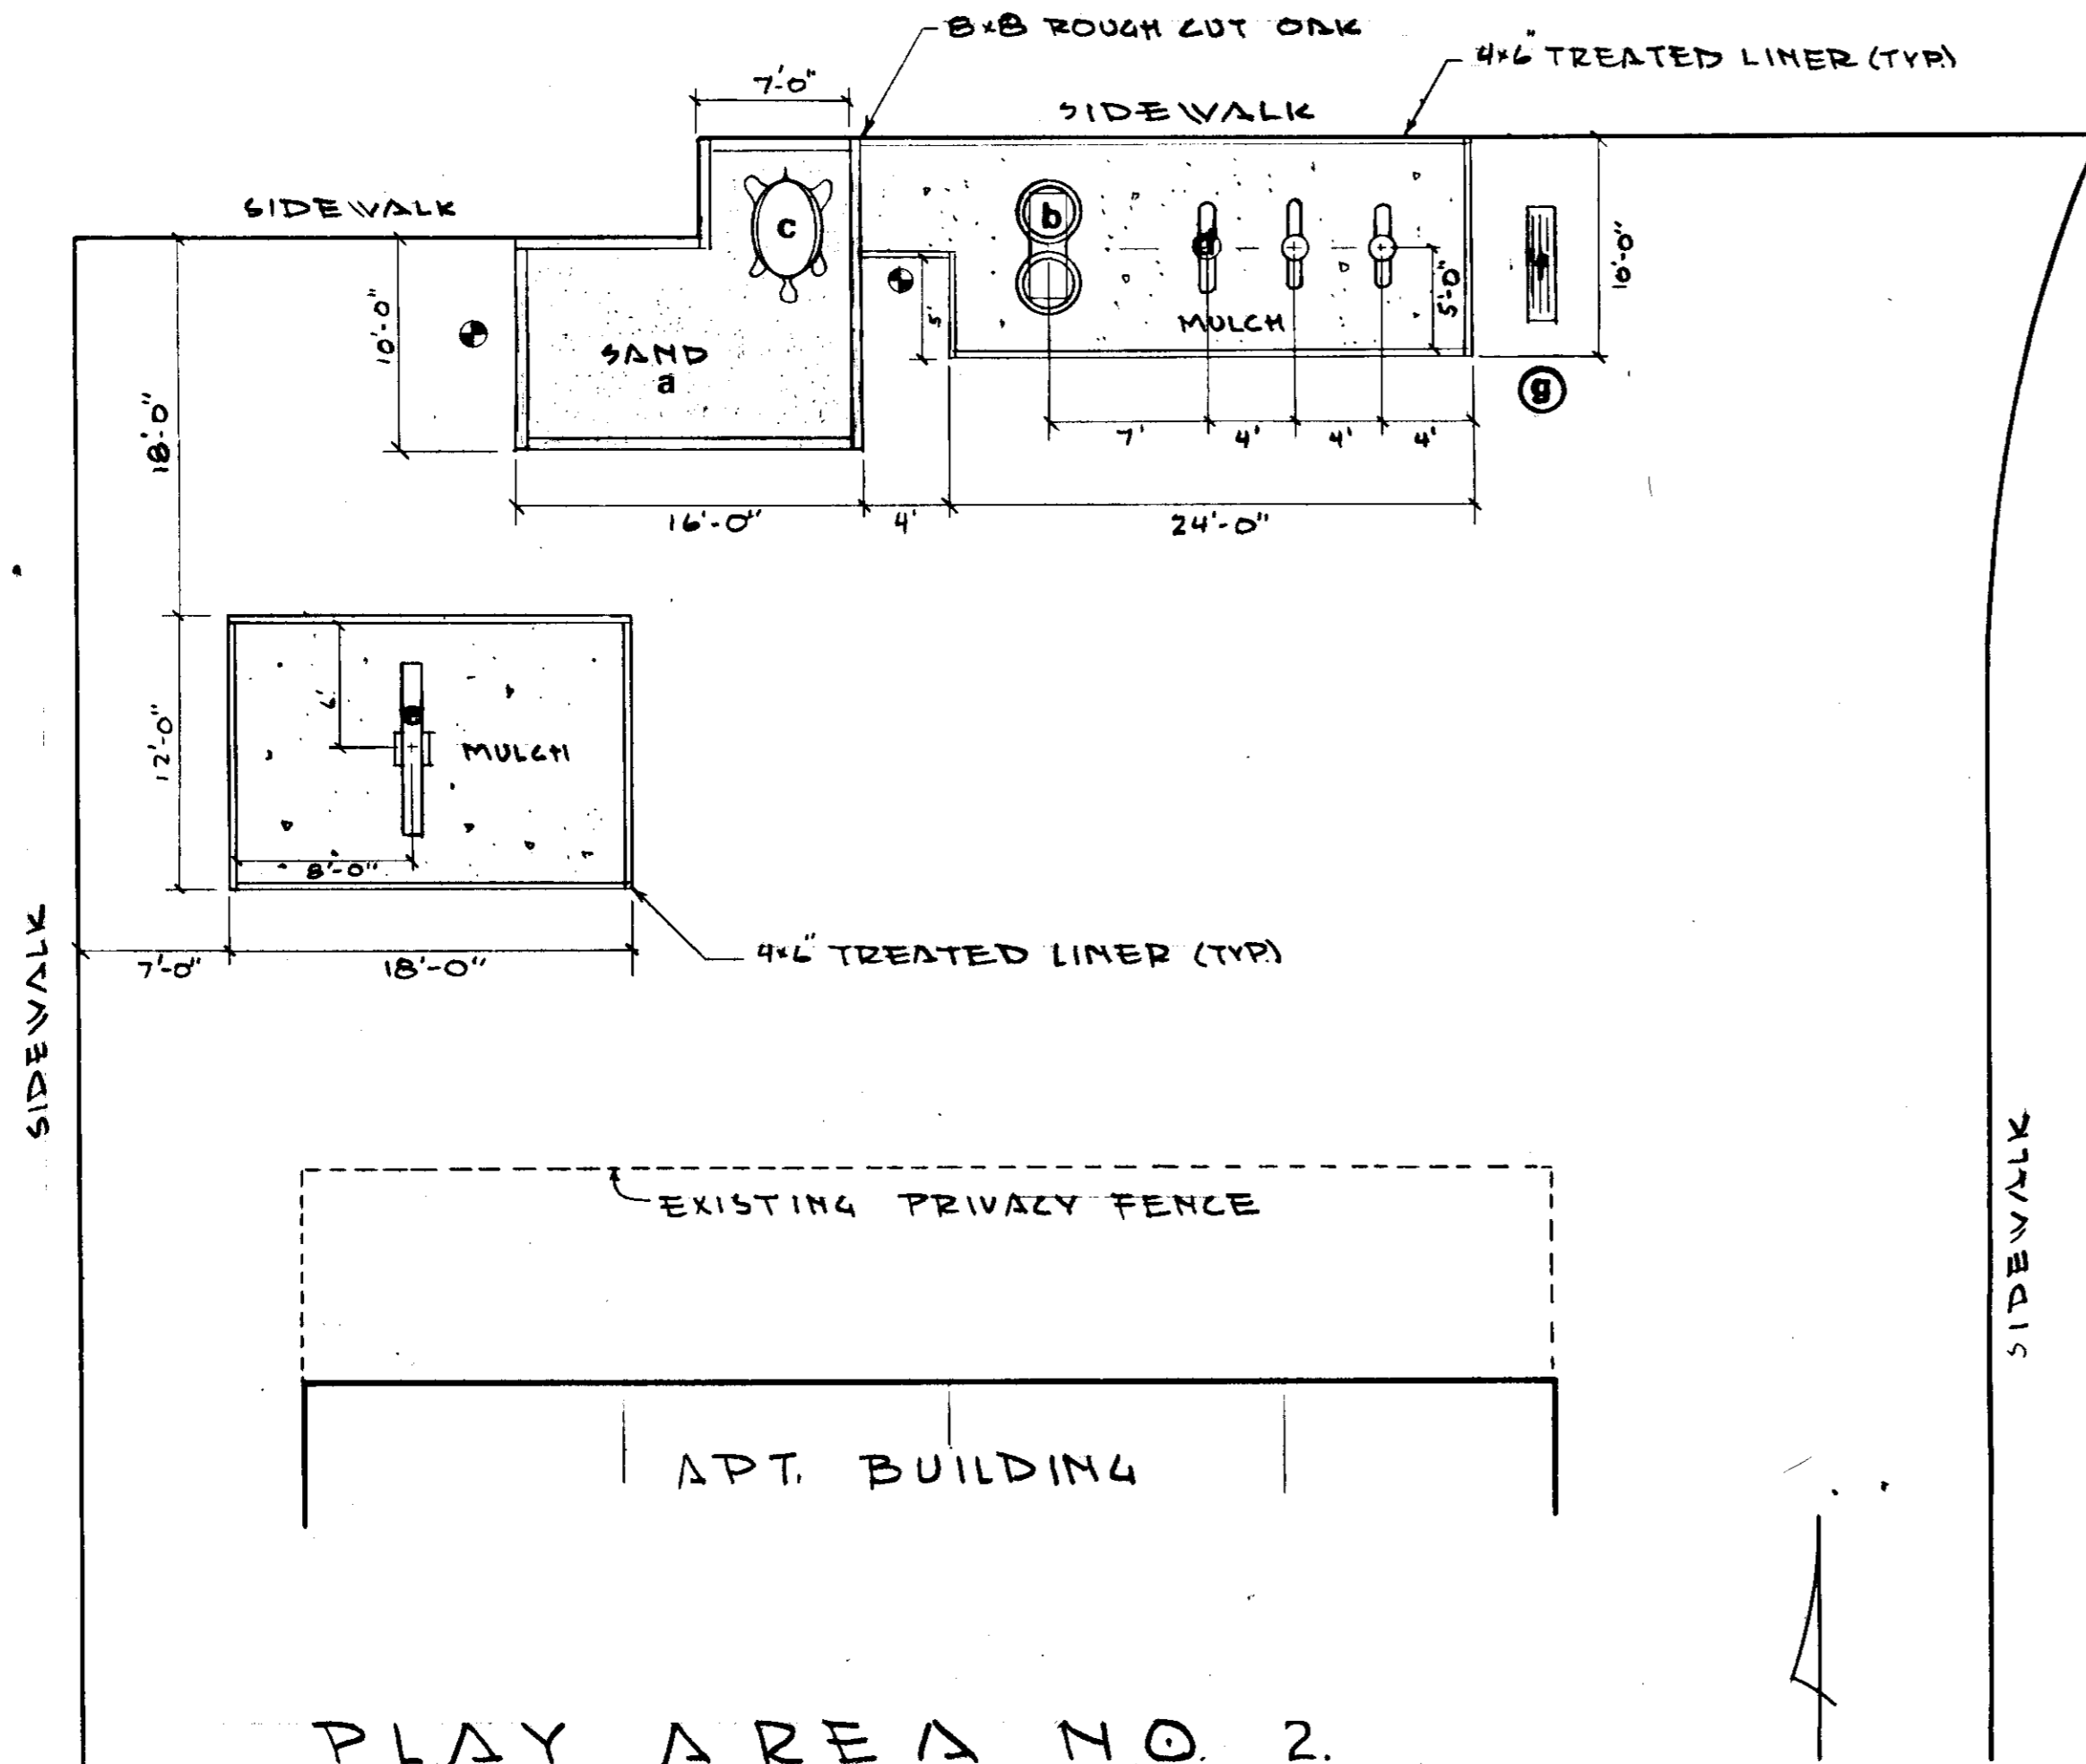 8x8 ROUGH CUT OAK
4x6" TREATED LINER (TYP.)
7'-0"
SIDEWALK
SIDEWALK
c
b
d
10'-0"
10'-0"
5'
5'-0"
MULCH
SAND
a
g
18'-0"
7'
4'
4'
4'
16'-0"
4'
24'-0"
12'-0"
6'
MULCH
8'-0"
7'-0"
18'-0"
4x6" TREATED LINER (TYP.)
SIDEWALK
SIDEWALK
EXISTING PRIVACY FENCE
APT. BUILDING
PLAY AREA NO. 2.